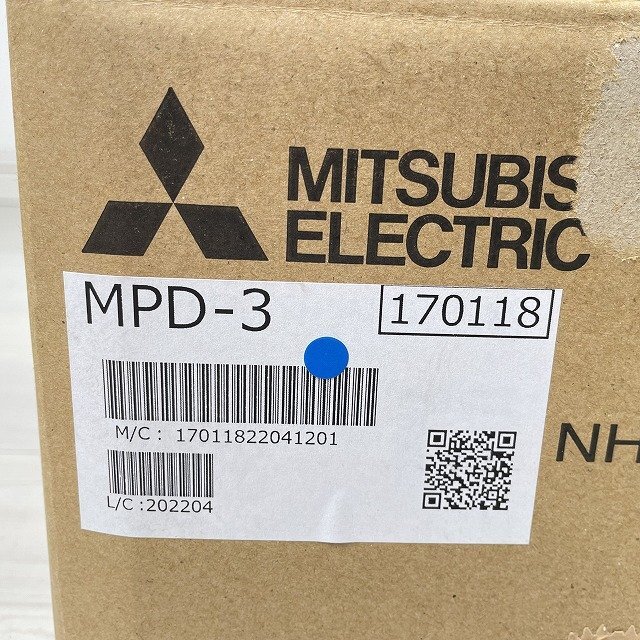 MITSUBIS
ELECTRIC
MPD-3
170118
M/C : 17011822041201
L/C :202204
NH